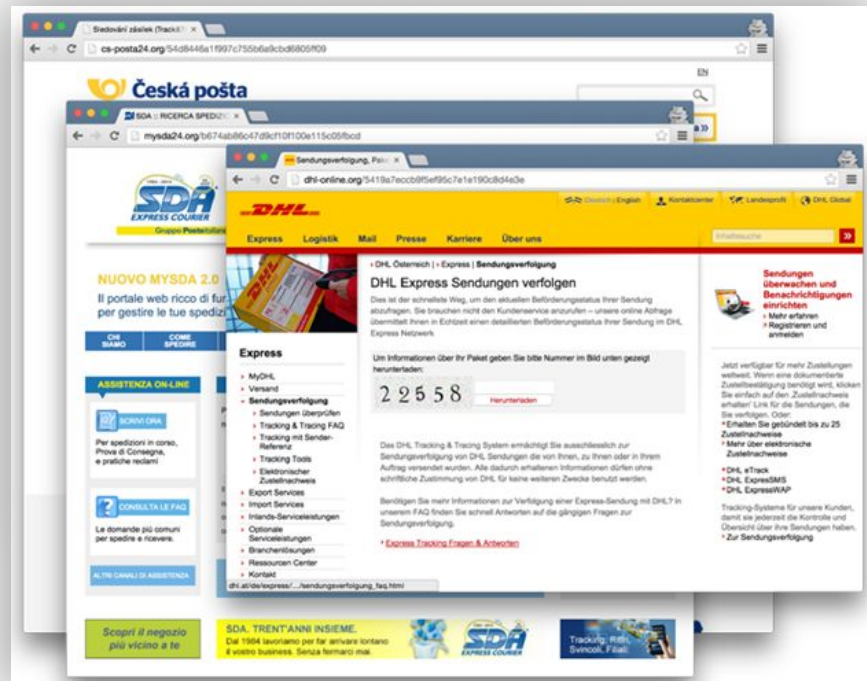 Sledování zásilek (Track&T
cs-posta24.org/54d8446a1f997c755b6a9cbd6805ff09
EN
Česká pošta
SDA :: RICERCA SPEDIZI
mysda24.org/b674ab86c47d9cf10f100e115c05fbcd
SDA
EXPRESS COURIER
Gruppo Posteitaliane
NUOVO MYSDA 2.0
Il portale web ricco di fun
per gestire le tue spedizi
CHI SIAMO
COME SPEDIRE
ASSISTENZA ON-LINE
SCRIVI ORA
Per spedizioni in corso,
Prova di Consegna,
e pratiche reclami
CONSULTA LE FAQ
Le domande più comuni
per spedire e ricevere.
ALTRI CANALI DI ASSISTENZA
Scopri il negozio
più vicino a te
SDA. TRENT'ANNI INSIEME.
Dal 1984 lavoriamo per far arrivare lontano
il vostro business. Senza fermarci mai.
SDA
EXPRESS COURIER
Tracking, Ritiri,
Svincoli, Filiali:
Sendungsverfolgung, Pake
dhl-online.org/5419a7eccb9f5ef95c7e1e190c8d4e3e
DHL
Deutsch | English
Kontaktcenter
Landesprofil
DHL Global
Express Logistik Mail Presse Karriere Über uns
Inhaltssuche
DHL Österreich | Express | Sendungsverfolgung
DHL Express Sendungen verfolgen
Dies ist der schnellste Weg, um den aktuellen Beförderungsstatus Ihrer Sendung
abzufragen. Sie brauchen nicht den Kundenservice anzurufen – unsere online Abfrage
übermittelt Ihnen in Echtzeit einen detaillierten Beförderungsstatus Ihrer Sendung im DHL
Express Netzwerk
Um Informationen über Ihr Paket geben Sie bitte Nummer im Bild unten gezeigt
herunterladen:
22558
Herunterladen
Das DHL Tracking & Tracing System ermächtigt Sie ausschliesslich zur
Sendungsverfolgung von DHL Sendungen die von Ihnen, zu Ihnen oder in Ihrem
Auftrag versendet wurden. Alle dadurch erhaltenen Informationen dürfen ohne
schriftliche Zustimmung von DHL für keine weiteren Zwecke benutzt werden.
Benötigen Sie mehr Informationen zur Verfolgung einer Express-Sendung mit DHL? In
unserem FAQ finden Sie schnell Antworten auf die gängigen Fragen zur
Sendungsverfolgung.
Express Tracking Fragen & Antworten
Express
MyDHL
Versand
Sendungsverfolgung
Sendungen überprüfen
Tracking & Tracing FAQ
Tracking mit Sender-
Referenz
Tracking Tools
Elektronischer
Zustellnachweis
Export Services
Import Services
Inlands-Serviceleistungen
Optionale
Serviceleistungen
Branchenlösungen
Ressourcen Center
Kontakt
dhl.at/de/express/.../sendungsverfolgung_faq.html
Sendungen
überwachen und
Benachrichtigungen
einrichten
Mehr erfahren
Registrieren und
anmelden
Jetzt verfügbar für mehr Zustellungen
weltweit. Wenn eine dokumentierte
Zustellbestätigung benötigt wird, klicken
Sie einfach auf den ‚Zustellnachweis
erhalten' Link für die Sendungen, die
Sie verfolgen. Oder:
Erhalten Sie gebündelt bis zu 25
Zustellnachweise
Mehr über elektronische
Zustellnachweise
DHL eTrack
DHL ExpresSMS
DHL ExpressWAP
Tracking-Systeme für unsere Kunden,
damit sie jederzeit die Kontrolle und
Übersicht über ihre Sendungen haben.
Zur Sendungsverfolgung